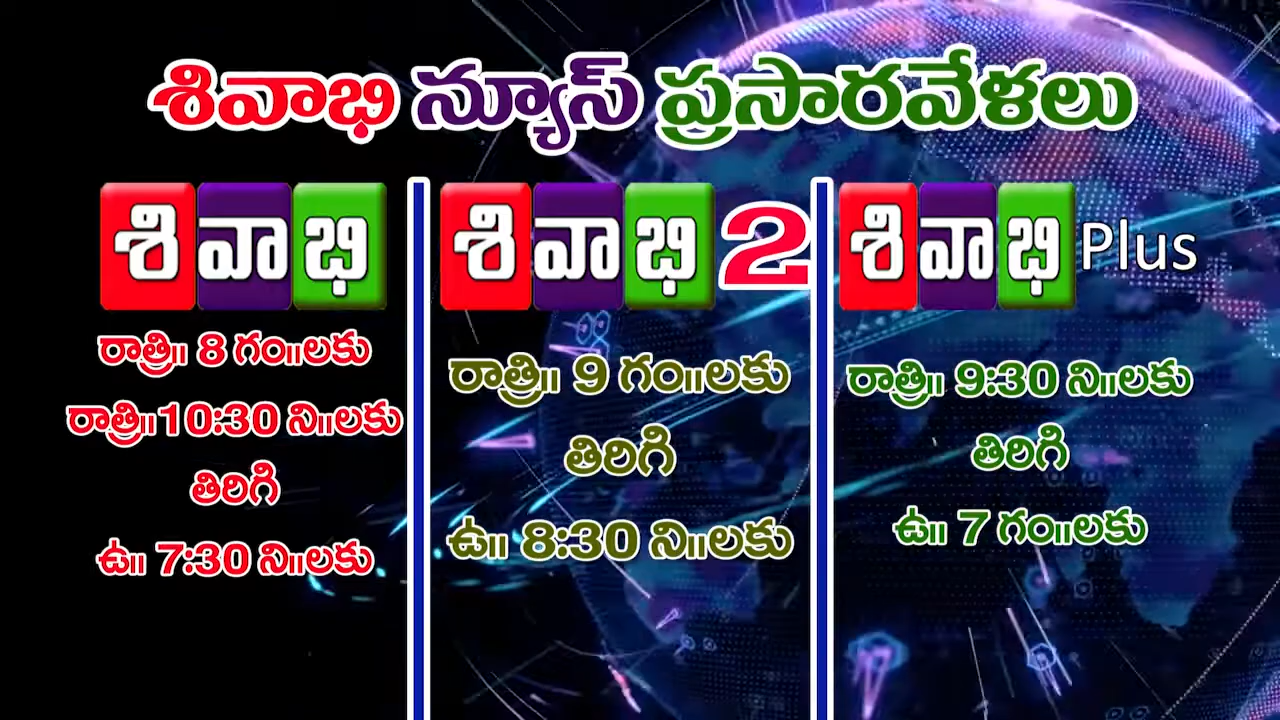 శివాభి న్యూస్ ప్రసారవేళలు
శివాభి
రాత్రి॥ 8 గం॥లకు
రాత్రి॥10:30 ని॥లకు
తిరిగి
ఉ॥ 7:30 ని॥లకు
శివాభి 2
రాత్రి॥ 9 గం॥లకు
తిరిగి
ఉ॥ 8:30 ని॥లకు
శివాభి Plus
రాత్రి॥ 9:30 ని॥లకు
తిరిగి
ఉ॥ 7 గం॥లకు